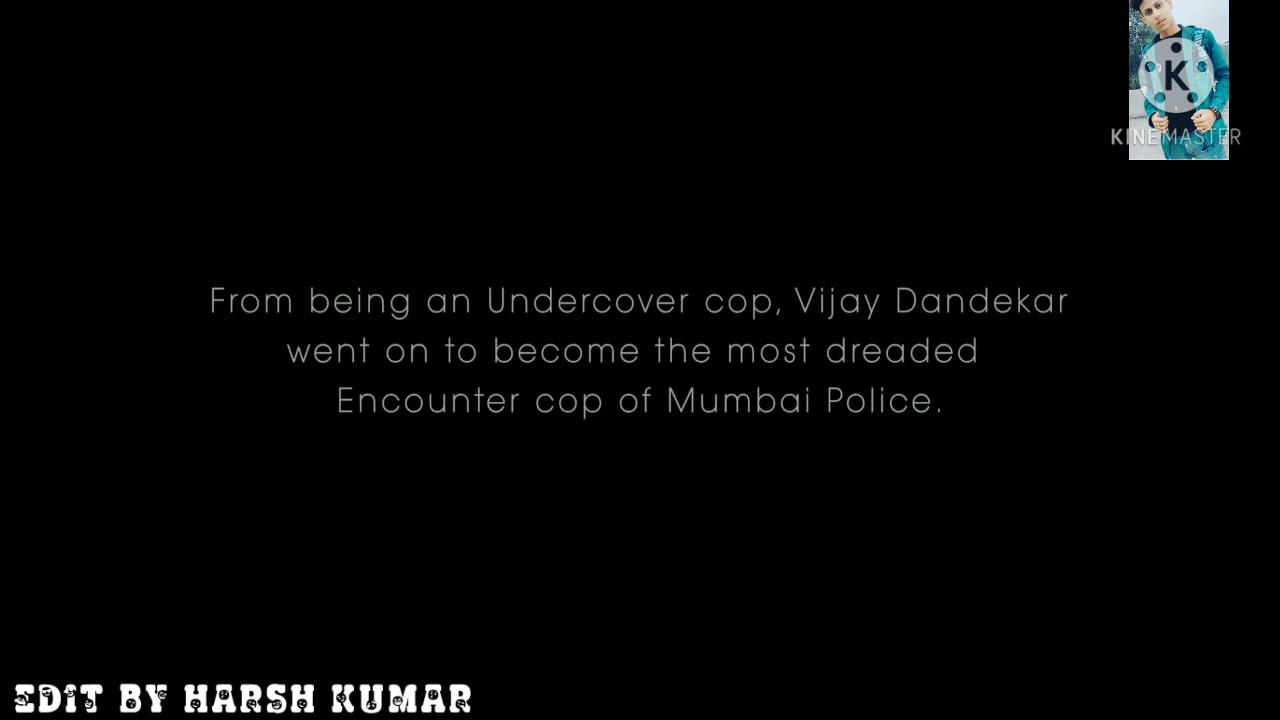 K
KINEMASTER
From being an Undercover cop, Vijay Dandekar
went on to become the most dreaded
Encounter cop of Mumbai Police.
EDIT BY HARSH KUMAR